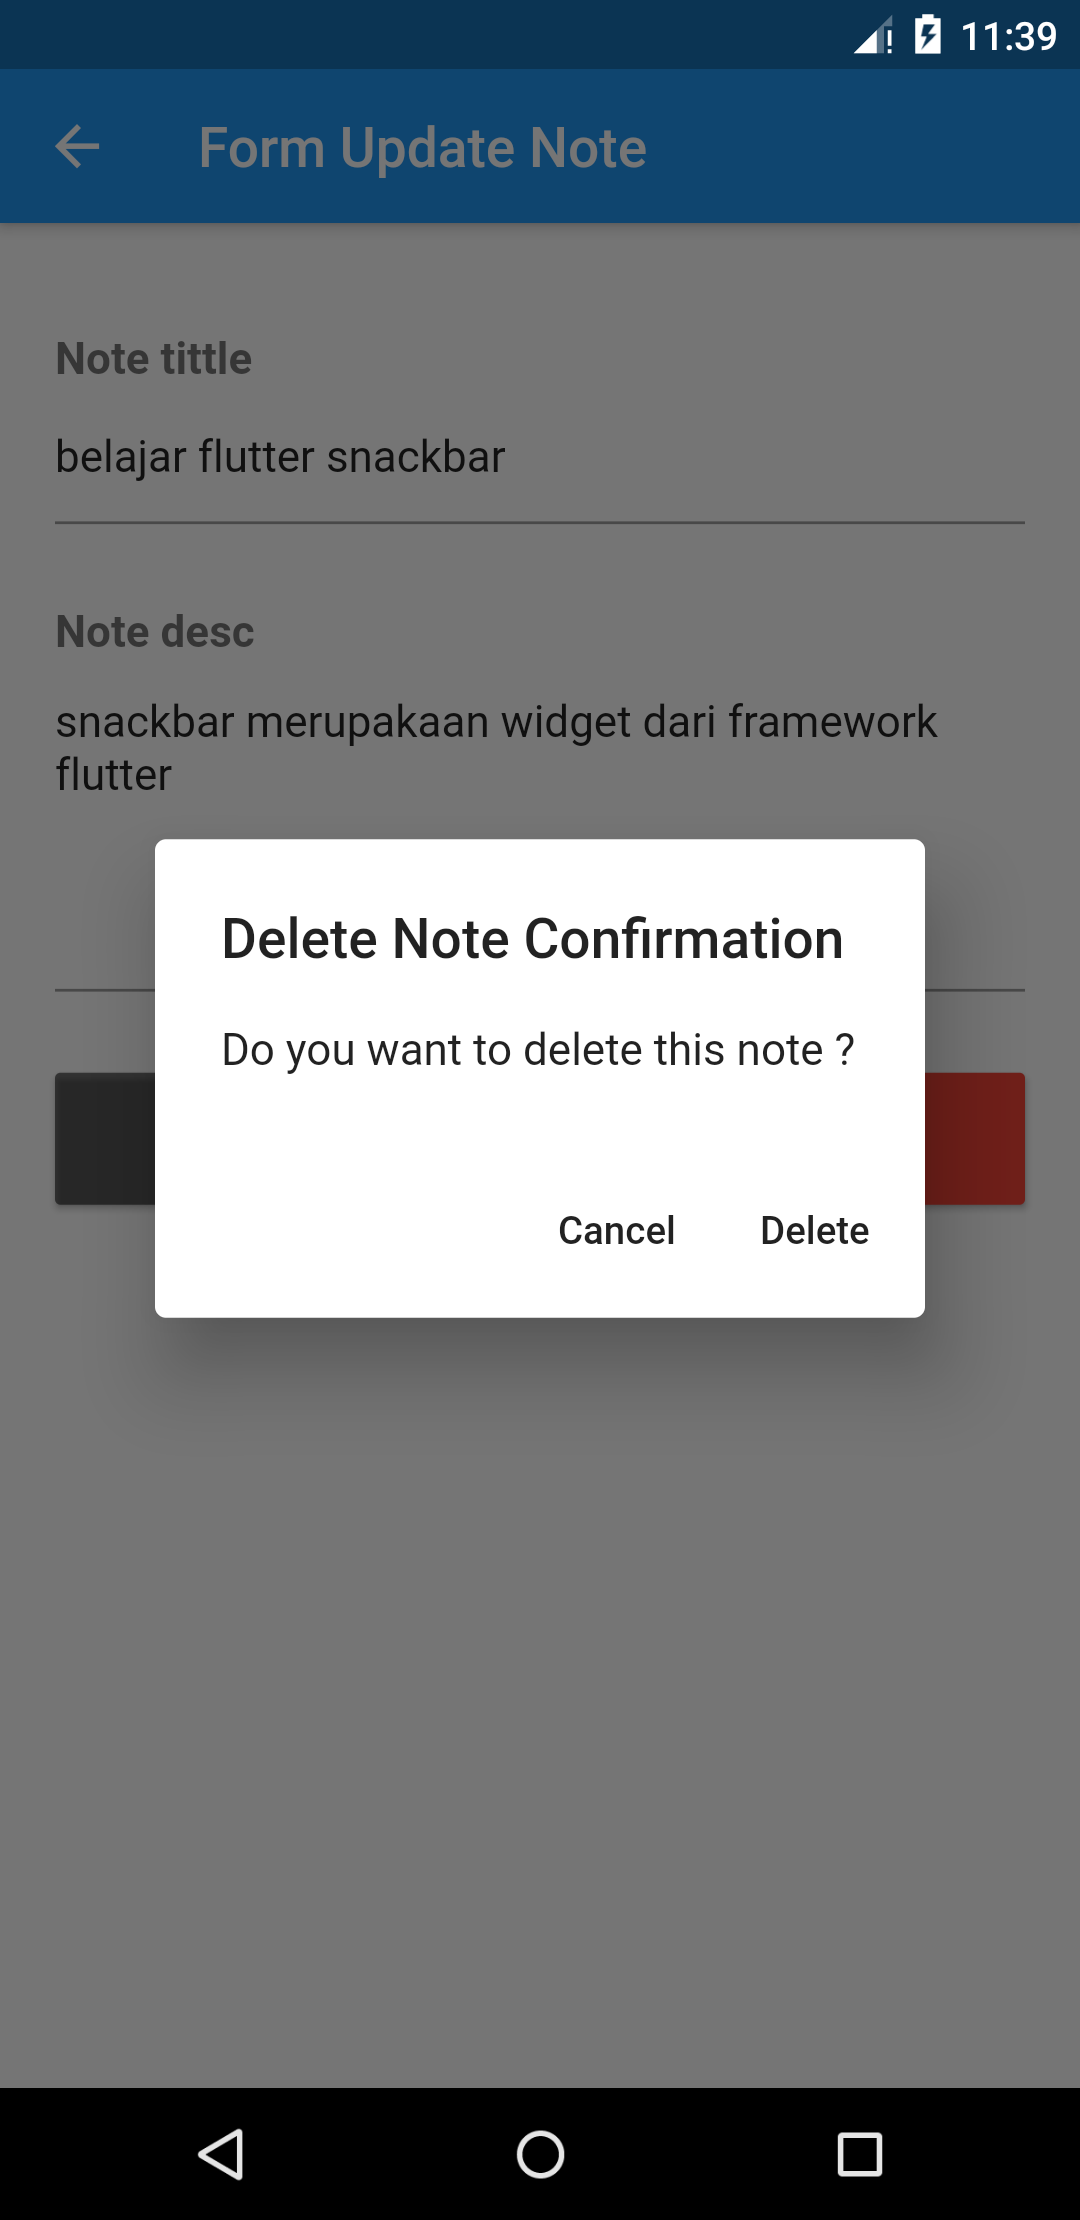 11:39
Form Update Note
Note tittle
belajar flutter snackbar
Note desc
snackbar merupakaan widget dari framework
flutter
Delete Note Confirmation
Do you want to delete this note ?
Cancel Delete